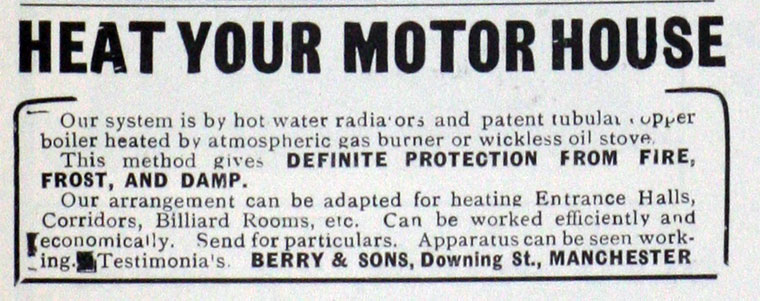 HEAT YOUR MOTOR HOUSE
Our system is by hot water radiators and patent tubular copper
boiler heated by atmospheric gas burner or wickless oil stove.
This method gives DEFINITE PROTECTION FROM FIRE,
FROST, AND DAMP.
Our arrangement can be adapted for heating Entrance Halls,
Corridors, Billiard Rooms, etc. Can be worked efficiently and
economically. Send for particulars. Apparatus can be seen work-
ing. Testimonia's. BERRY & SONS, Downing St., MANCHESTER